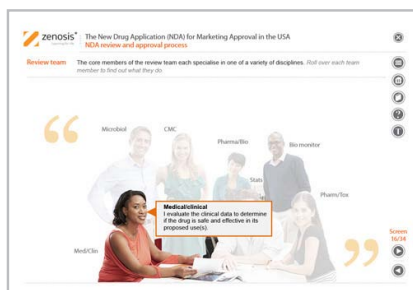 zenosis®
The New Drug Application (NDA) for Marketing Approval in the USA
NDA review and approval process
Review team
The core members of the review team each specialise in one of a variety of disciplines. Roll over each team
member to find out what they do.
Microbiol
CMC
Pharma/Bio
Bio monitor
Stats
Pharm/Tox
Med/Clin
Medical/clinical
I evaluate the clinical data to determine
if the drug is safe and effective in its
proposed use(s).
Screen
16/34